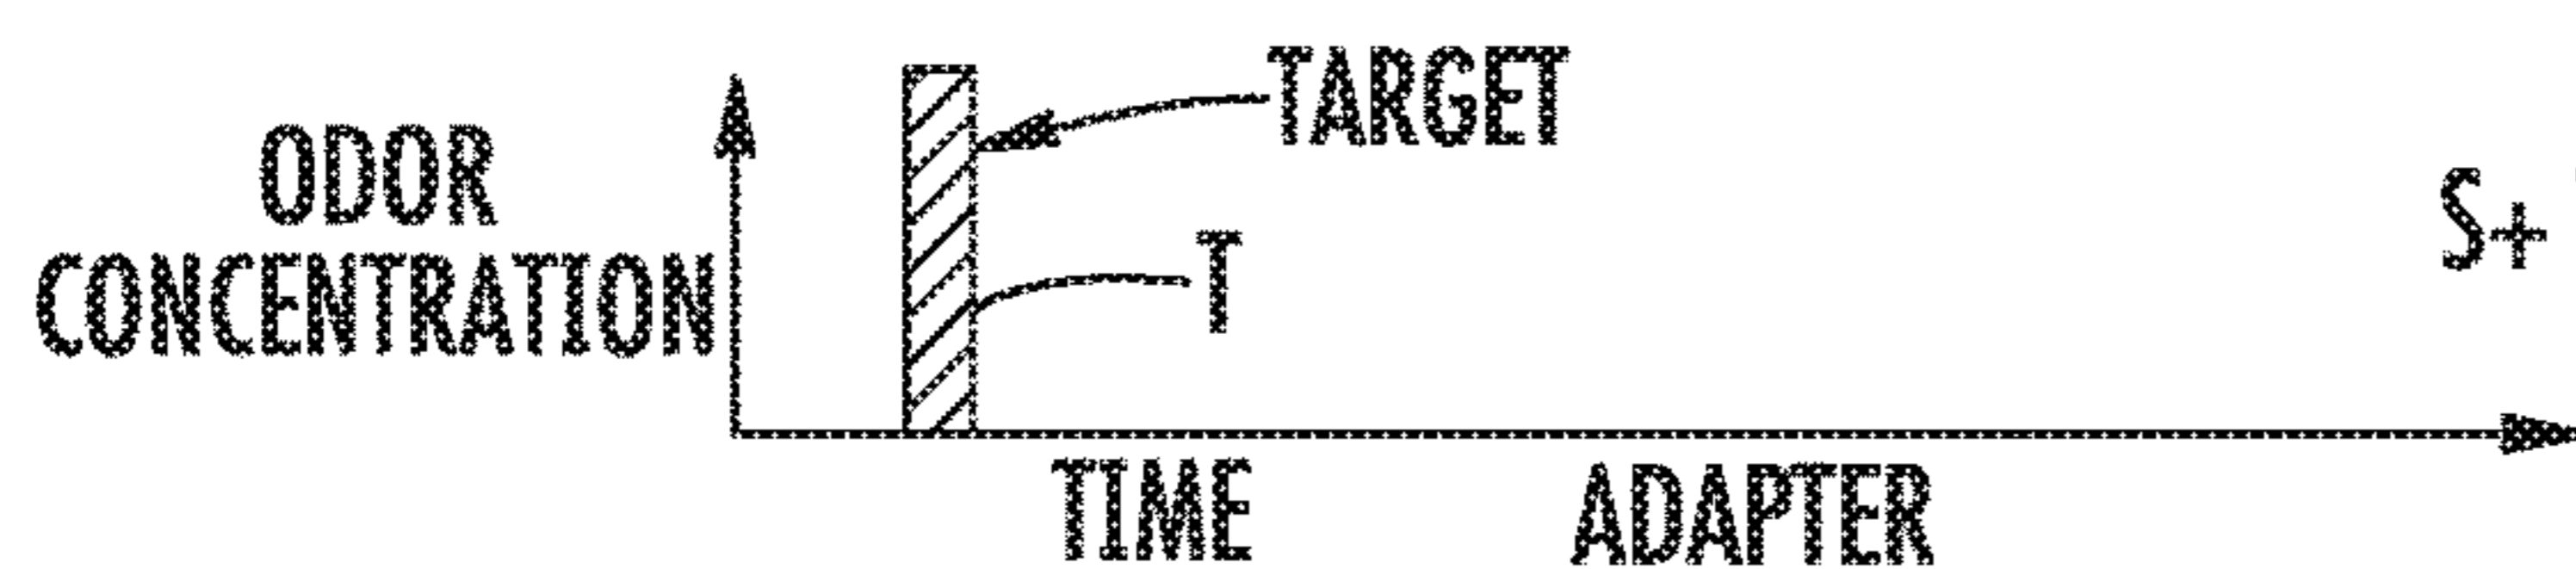 TARGET
ODOR
CONCENTRATION
T
S+
TIME
ADAPTER